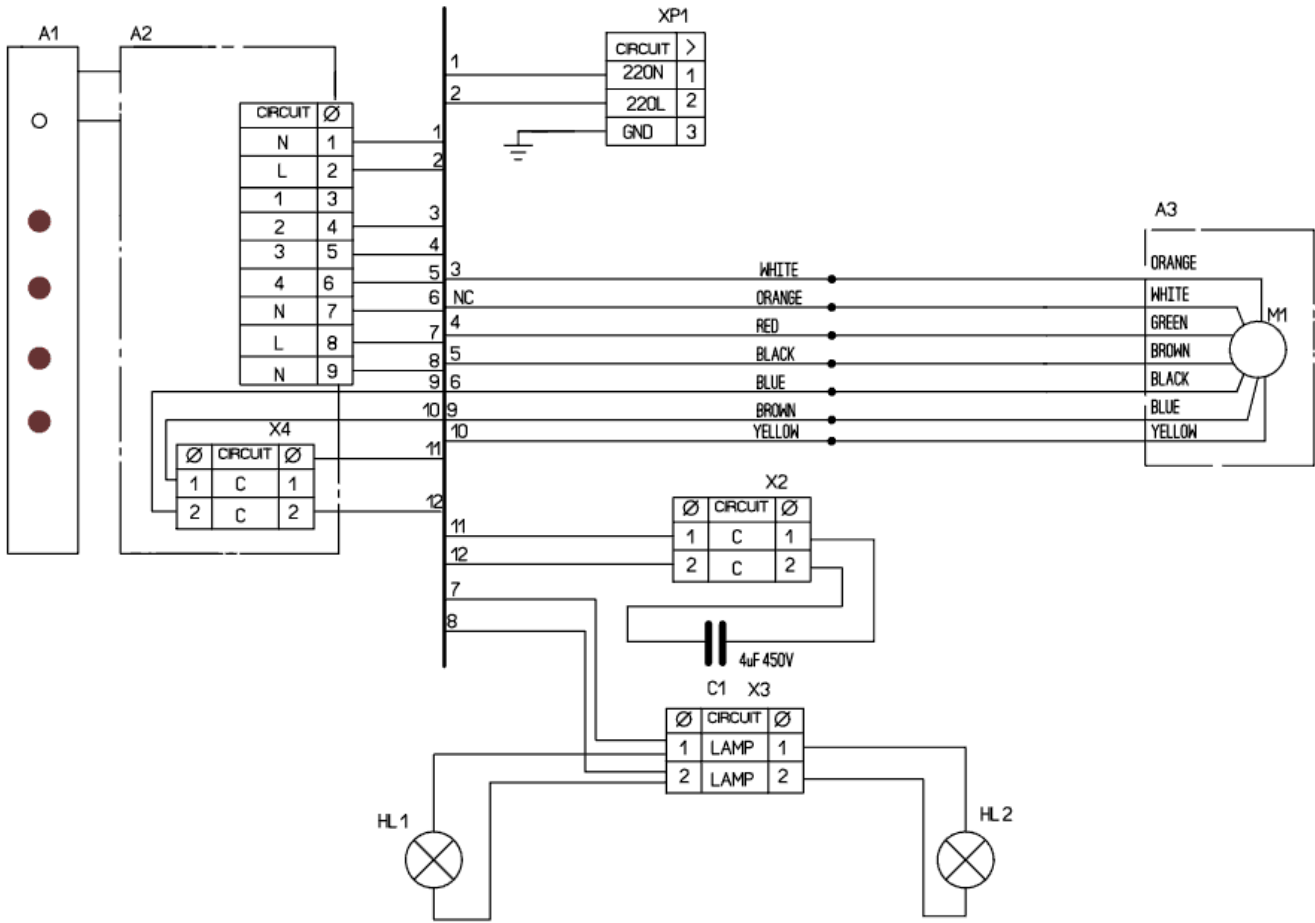 A1
A2
CIRCUIT Ø
N 1
L 2
1 3
2 4
3 5
4 6
N 7
L 8
N 9
1
2
3
4
5
6
7
8
9
10
11
12
X4
Ø CIRCUIT Ø
1 C 1
2 C 2
XP1
CIRCUIT >
220N 1
220L 2
GND 3
1
2
3 WHITE
NC ORANGE
4 RED
5 BLACK
6 BLUE
9 BROWN
10 YELLOW
A3
ORANGE
WHITE
GREEN
BROWN
BLACK
BLUE
YELLOW
M1
11
12
7
8
X2
Ø CIRCUIT Ø
1 C 1
2 C 2
4uF 450V
C1
X3
Ø CIRCUIT Ø
1 LAMP 1
2 LAMP 2
HL1
HL2